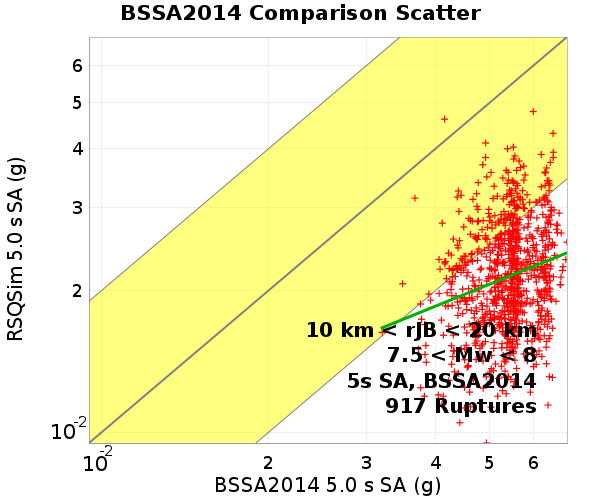 BSSA2014 Comparison Scatter
RSQSim 5.0 s SA (g)
6
5
4
3
2
10-2
10 km < rJB < 20 km
7.5 < Mw < 8
5s SA, BSSA2014
917 Ruptures
10-2 2 3 4 5 6
BSSA2014 5.0 s SA (g)